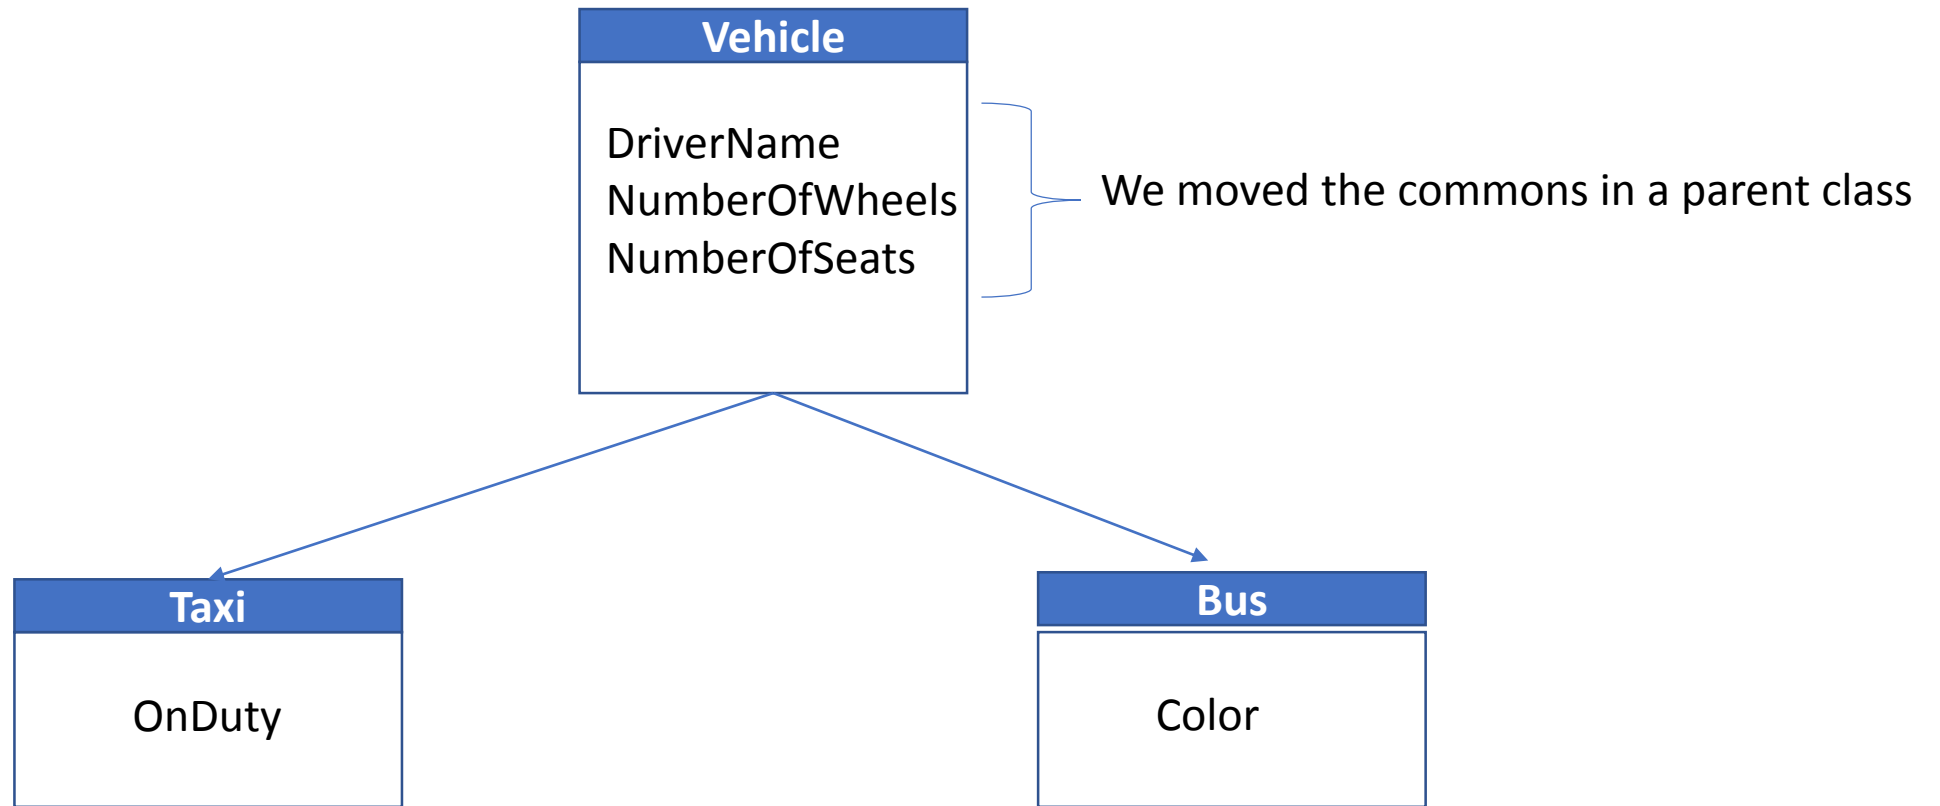 Vehicle
DriverName
NumberOfWheels
NumberOfSeats
We moved the commons in a parent class
Taxi
OnDuty
Bus
Color